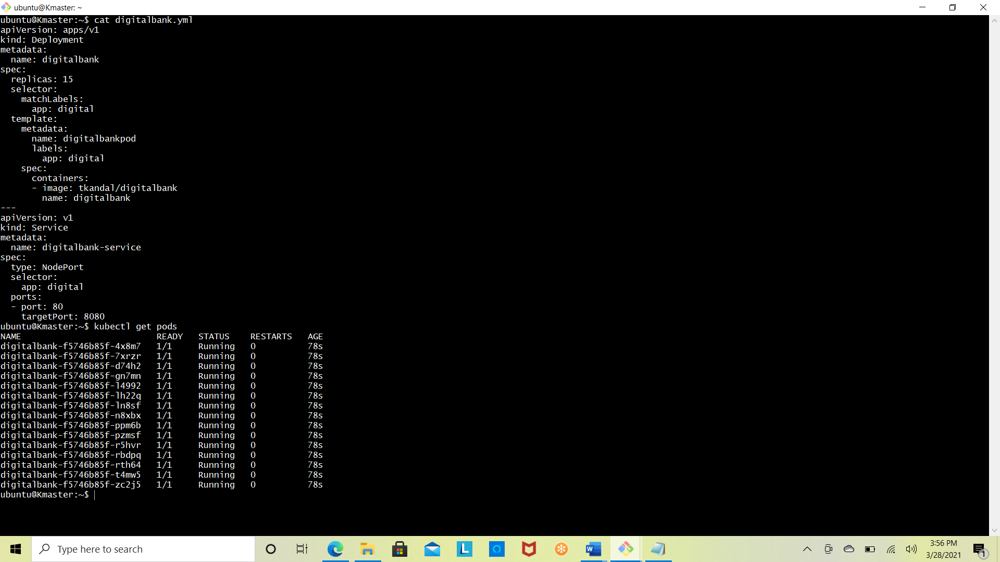 ubuntu@Kmaster: ~
ubuntu@Kmaster:~$ cat digitalbank.yml
apiVersion: apps/v1
kind: Deployment
metadata:
  name: digitalbank
spec:
  replicas: 15
  selector:
    matchLabels:
      app: digital
  template:
    metadata:
      name: digitalbankpod
      labels:
        app: digital
    spec:
      containers:
      - image: tkandal/digitalbank
        name: digitalbank
---
apiVersion: v1
kind: Service
metadata:
  name: digitalbank-service
spec:
  type: NodePort
  selector:
    app: digital
  ports:
  - port: 80
    targetPort: 8080
ubuntu@Kmaster:~$ kubectl get pods
NAME                          READY   STATUS    RESTARTS   AGE
digitalbank-f5746b85f-4x8m7   1/1     Running   0          78s
digitalbank-f5746b85f-7xrzr   1/1     Running   0          78s
digitalbank-f5746b85f-d74h2   1/1     Running   0          78s
digitalbank-f5746b85f-gn7mn   1/1     Running   0          78s
digitalbank-f5746b85f-l4992   1/1     Running   0          78s
digitalbank-f5746b85f-lh22q   1/1     Running   0          78s
digitalbank-f5746b85f-ln8sf   1/1     Running   0          78s
digitalbank-f5746b85f-n8xbx   1/1     Running   0          78s
digitalbank-f5746b85f-ppm6b   1/1     Running   0          78s
digitalbank-f5746b85f-pzmsf   1/1     Running   0          78s
digitalbank-f5746b85f-r5hvr   1/1     Running   0          78s
digitalbank-f5746b85f-rbdpq   1/1     Running   0          78s
digitalbank-f5746b85f-rth64   1/1     Running   0          78s
digitalbank-f5746b85f-t4mw5   1/1     Running   0          78s
digitalbank-f5746b85f-zc2j5   1/1     Running   0          78s
ubuntu@Kmaster:~$
Type here to search
L
W
3:56 PM
3/28/2021
1